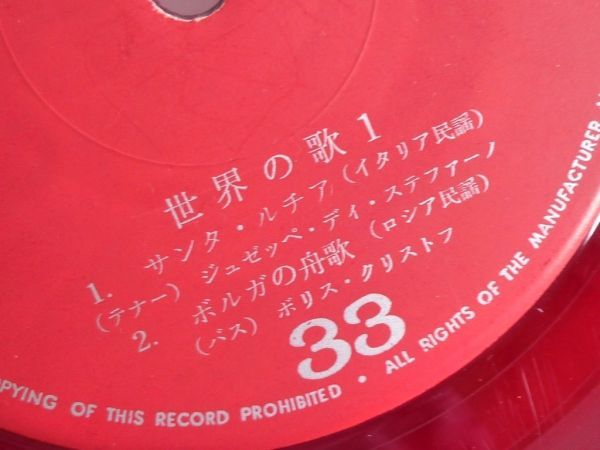 世界の歌 1
1. サンタ・ルチア (イタリア民謡)
(テナー) ジュゼッペ・ディ・ステファーノ
2. ボルガの舟歌 (ロシア民謡)
(バス) ボリス・クリストフ
33
OPYING OF THIS RECORD PROHIBITED • ALL RIGHTS OF THE MANUFACTURER